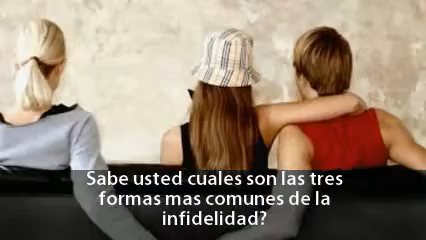 Sabe usted cuales son las tres
formas mas comunes de la
infidelidad?